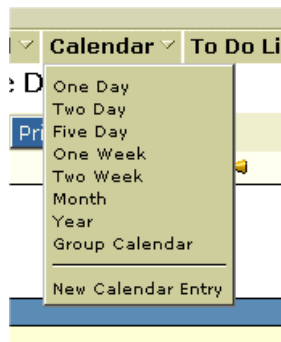 Calendar To Do Li
e D
Pri
One Day
Two Day
Five Day
One Week
Two Week
Month
Year
Group Calendar
New Calendar Entry